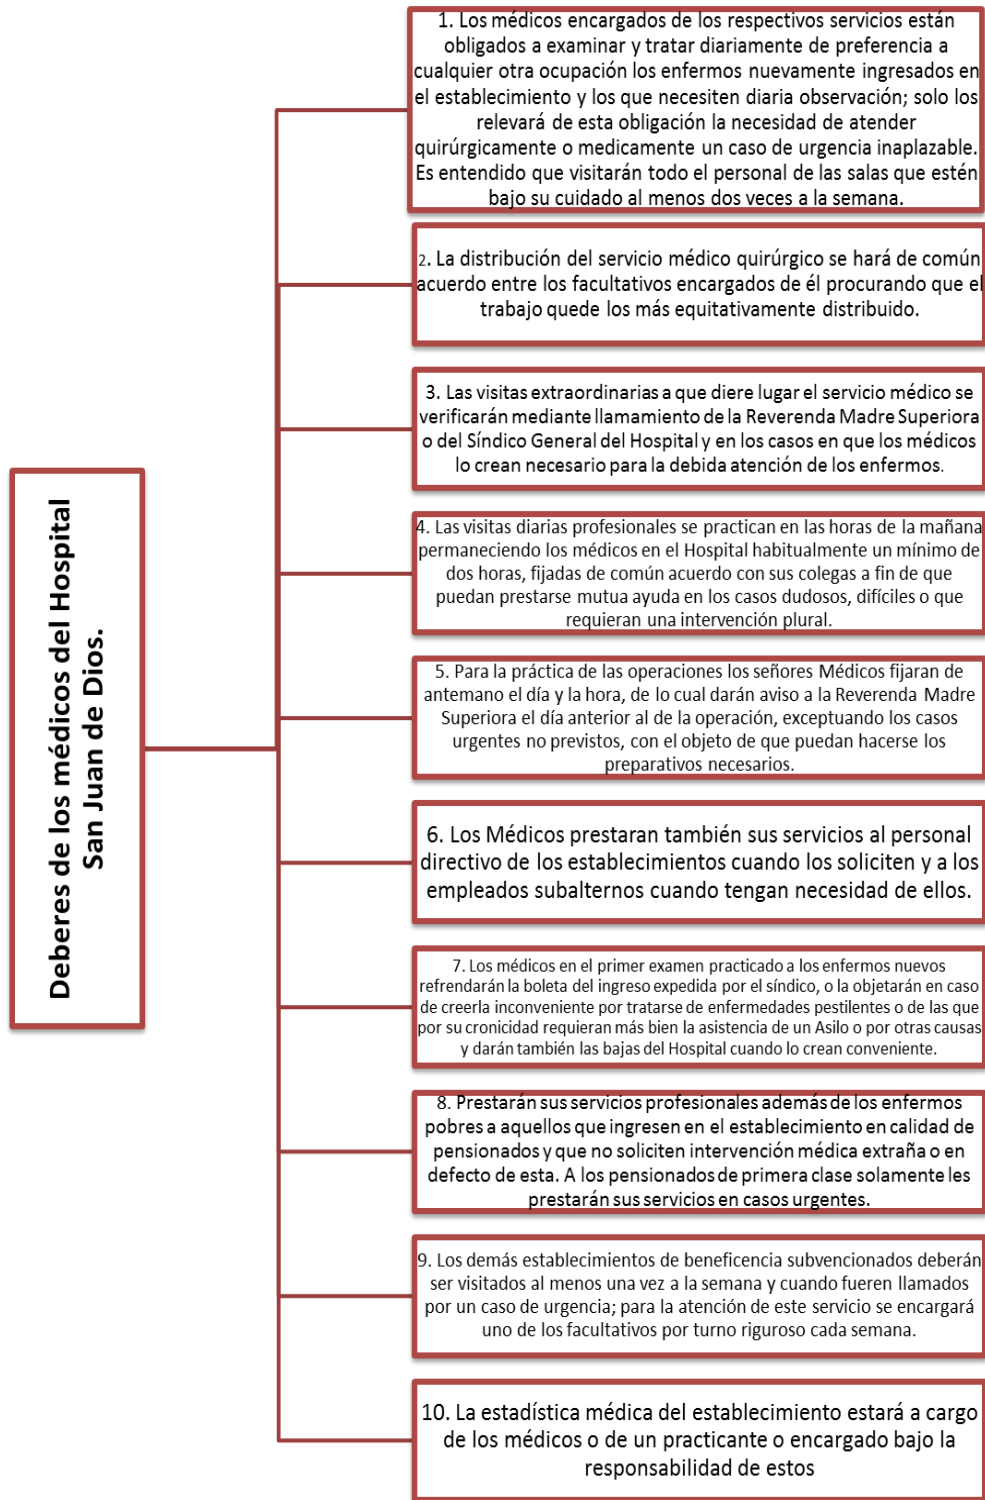 Deberes de los médicos del Hospital
San Juan de Dios.
1. Los médicos encargados de los respectivos servicios están
obligados a examinar y tratar diariamente de preferencia a
cualquier otra ocupación los enfermos nuevamente ingresados en
el establecimiento y los que necesiten diaria observación; solo los
relevará de esta obligación la necesidad de atender
quirúrgicamente o medicamente un caso de urgencia inaplazable.
Es entendido que visitarán todo el personal de las salas que estén
bajo su cuidado al menos dos veces a la semana.
2. La distribución del servicio médico quirúrgico se hará de común
acuerdo entre los facultativos encargados de él procurando que el
trabajo quede los más equitativamente distribuido.
3. Las visitas extraordinarias a que diere lugar el servicio médico se
verificarán mediante llamamiento de la Reverenda Madre Superiora
o del Síndico General del Hospital y en los casos en que los médicos
lo crean necesario para la debida atención de los enfermos.
4. Las visitas diarias profesionales se practican en las horas de la mañana
permaneciendo los médicos en el Hospital habitualmente un mínimo de
dos horas, fijadas de común acuerdo con sus colegas a fin de que
puedan prestarse mutua ayuda en los casos dudosos, difíciles o que
requieran una intervención plural.
5. Para la práctica de las operaciones los señores Médicos fijaran de
antemano el día y la hora, de lo cual darán aviso a la Reverenda Madre
Superiora el día anterior al de la operación, exceptuando los casos
urgentes no previstos, con el objeto de que puedan hacerse los
preparativos necesarios.
6. Los Médicos prestaran también sus servicios al personal
directivo de los establecimientos cuando los soliciten y a los
empleados subalternos cuando tengan necesidad de ellos.
7. Los médicos en el primer examen practicado a los enfermos nuevos
refrendarán la boleta del ingreso expedida por el síndico, o la objetarán en caso
de creerla inconveniente por tratarse de enfermedades pestilentes o de las que
por su cronicidad requieran más bien la asistencia de un Asilo o por otras causas
y darán también las bajas del Hospital cuando lo crean conveniente.
8. Prestarán sus servicios profesionales además de los enfermos
pobres a aquellos que ingresen en el establecimiento en calidad de
pensionados y que no soliciten intervención médica extraña o en
defecto de esta. A los pensionados de primera clase solamente les
prestarán sus servicios en casos urgentes.
9. Los demás establecimientos de beneficencia subvencionados deberán
ser visitados al menos una vez a la semana y cuando fueren llamados
por un caso de urgencia; para la atención de este servicio se encargará
uno de los facultativos por turno riguroso cada semana.
10. La estadística médica del establecimiento estará a cargo
de los médicos o de un practicante o encargado bajo la
responsabilidad de estos